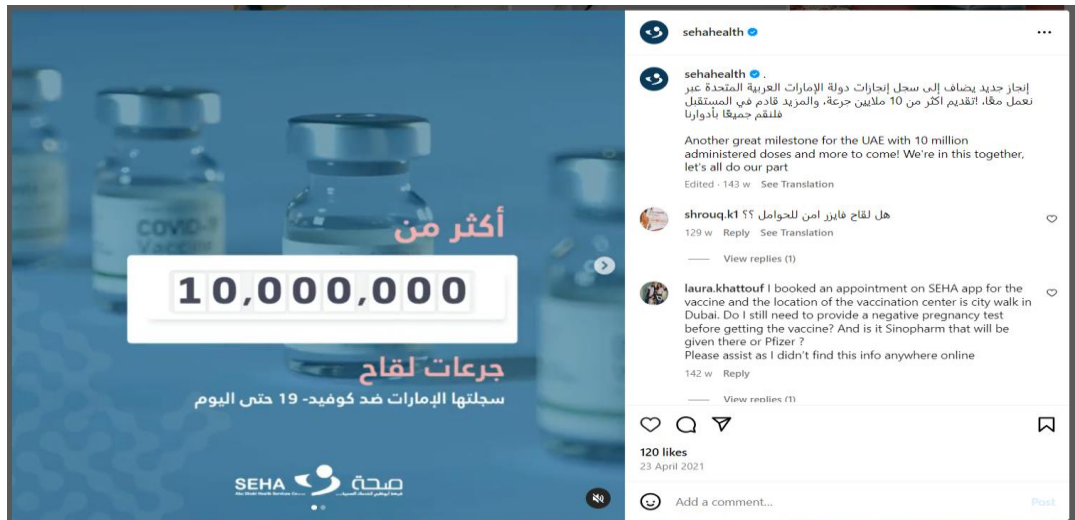 COVID-19
Vaccine
أكثر من
10,000,000
جرعات لقاح
سجلتها الإمارات ضد كوفيد- 19 حتى اليوم
SEHA صحة
sehahealth
sehahealth .
إنجاز جديد يضاف إلى سجل إنجازات دولة الإمارات العربية المتحدة عبر
نعمل معًا، !تقديم اكثر من 10 ملايين جرعة، والمزيد قادم في المستقبل
فلنقم جميعًا بأدوارنا
Another great milestone for the UAE with 10 million
administered doses and more to come! We're in this together,
let's all do our part
Edited · 143 w See Translation
shrouq.k1 هل لقاح فايزر امن للحوامل ؟؟
129 w Reply See Translation
View replies (1)
laura.khattouf I booked an appointment on SEHA app for the
vaccine and the location of the vaccination center is city walk in
Dubai. Do I still need to provide a negative pregnancy test
before getting the vaccine? And is it Sinopharm that will be
given there or Pfizer ?
Please assist as I didn't find this info anywhere online
142 w Reply
View replies (1)
120 likes
23 April 2021
Add a comment...
Post